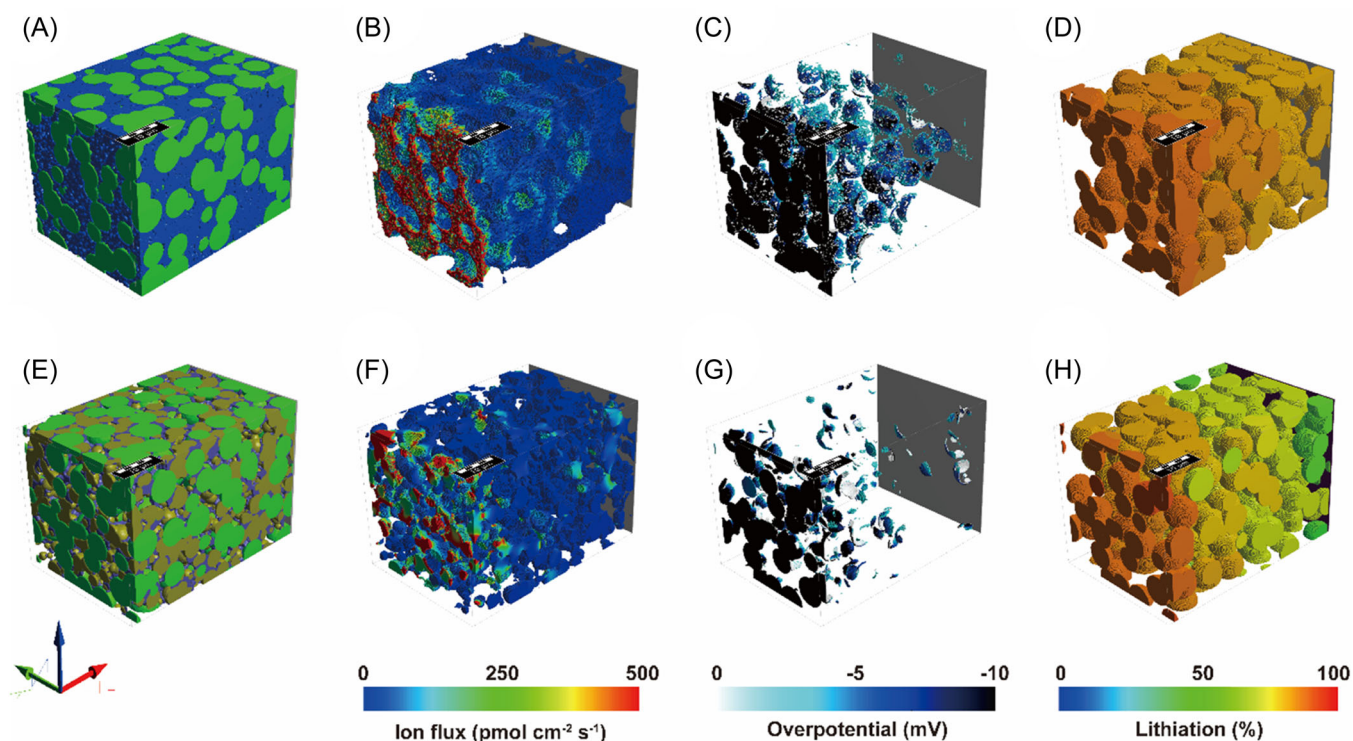 (A) (B) (C) (D)
(E) (F) (G) (H)
0 250 500 0 -5 -10 0 50 100
Ion flux (pmol cm⁻² s⁻¹) Overpotential (mV) Lithiation (%)